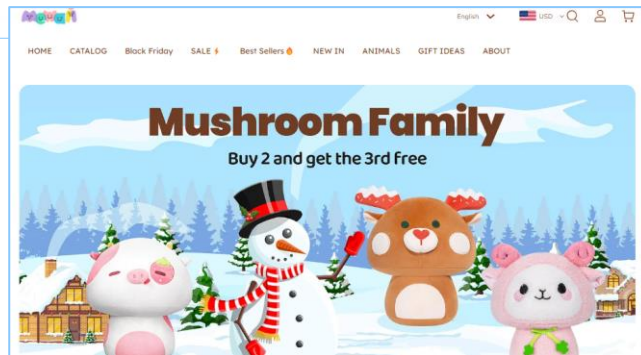 English
USD
HOME CATALOG Black Friday SALE Best Sellers NEW IN ANIMALS GIFT IDEAS ABOUT
Mushroom Family
Buy 2 and get the 3rd free